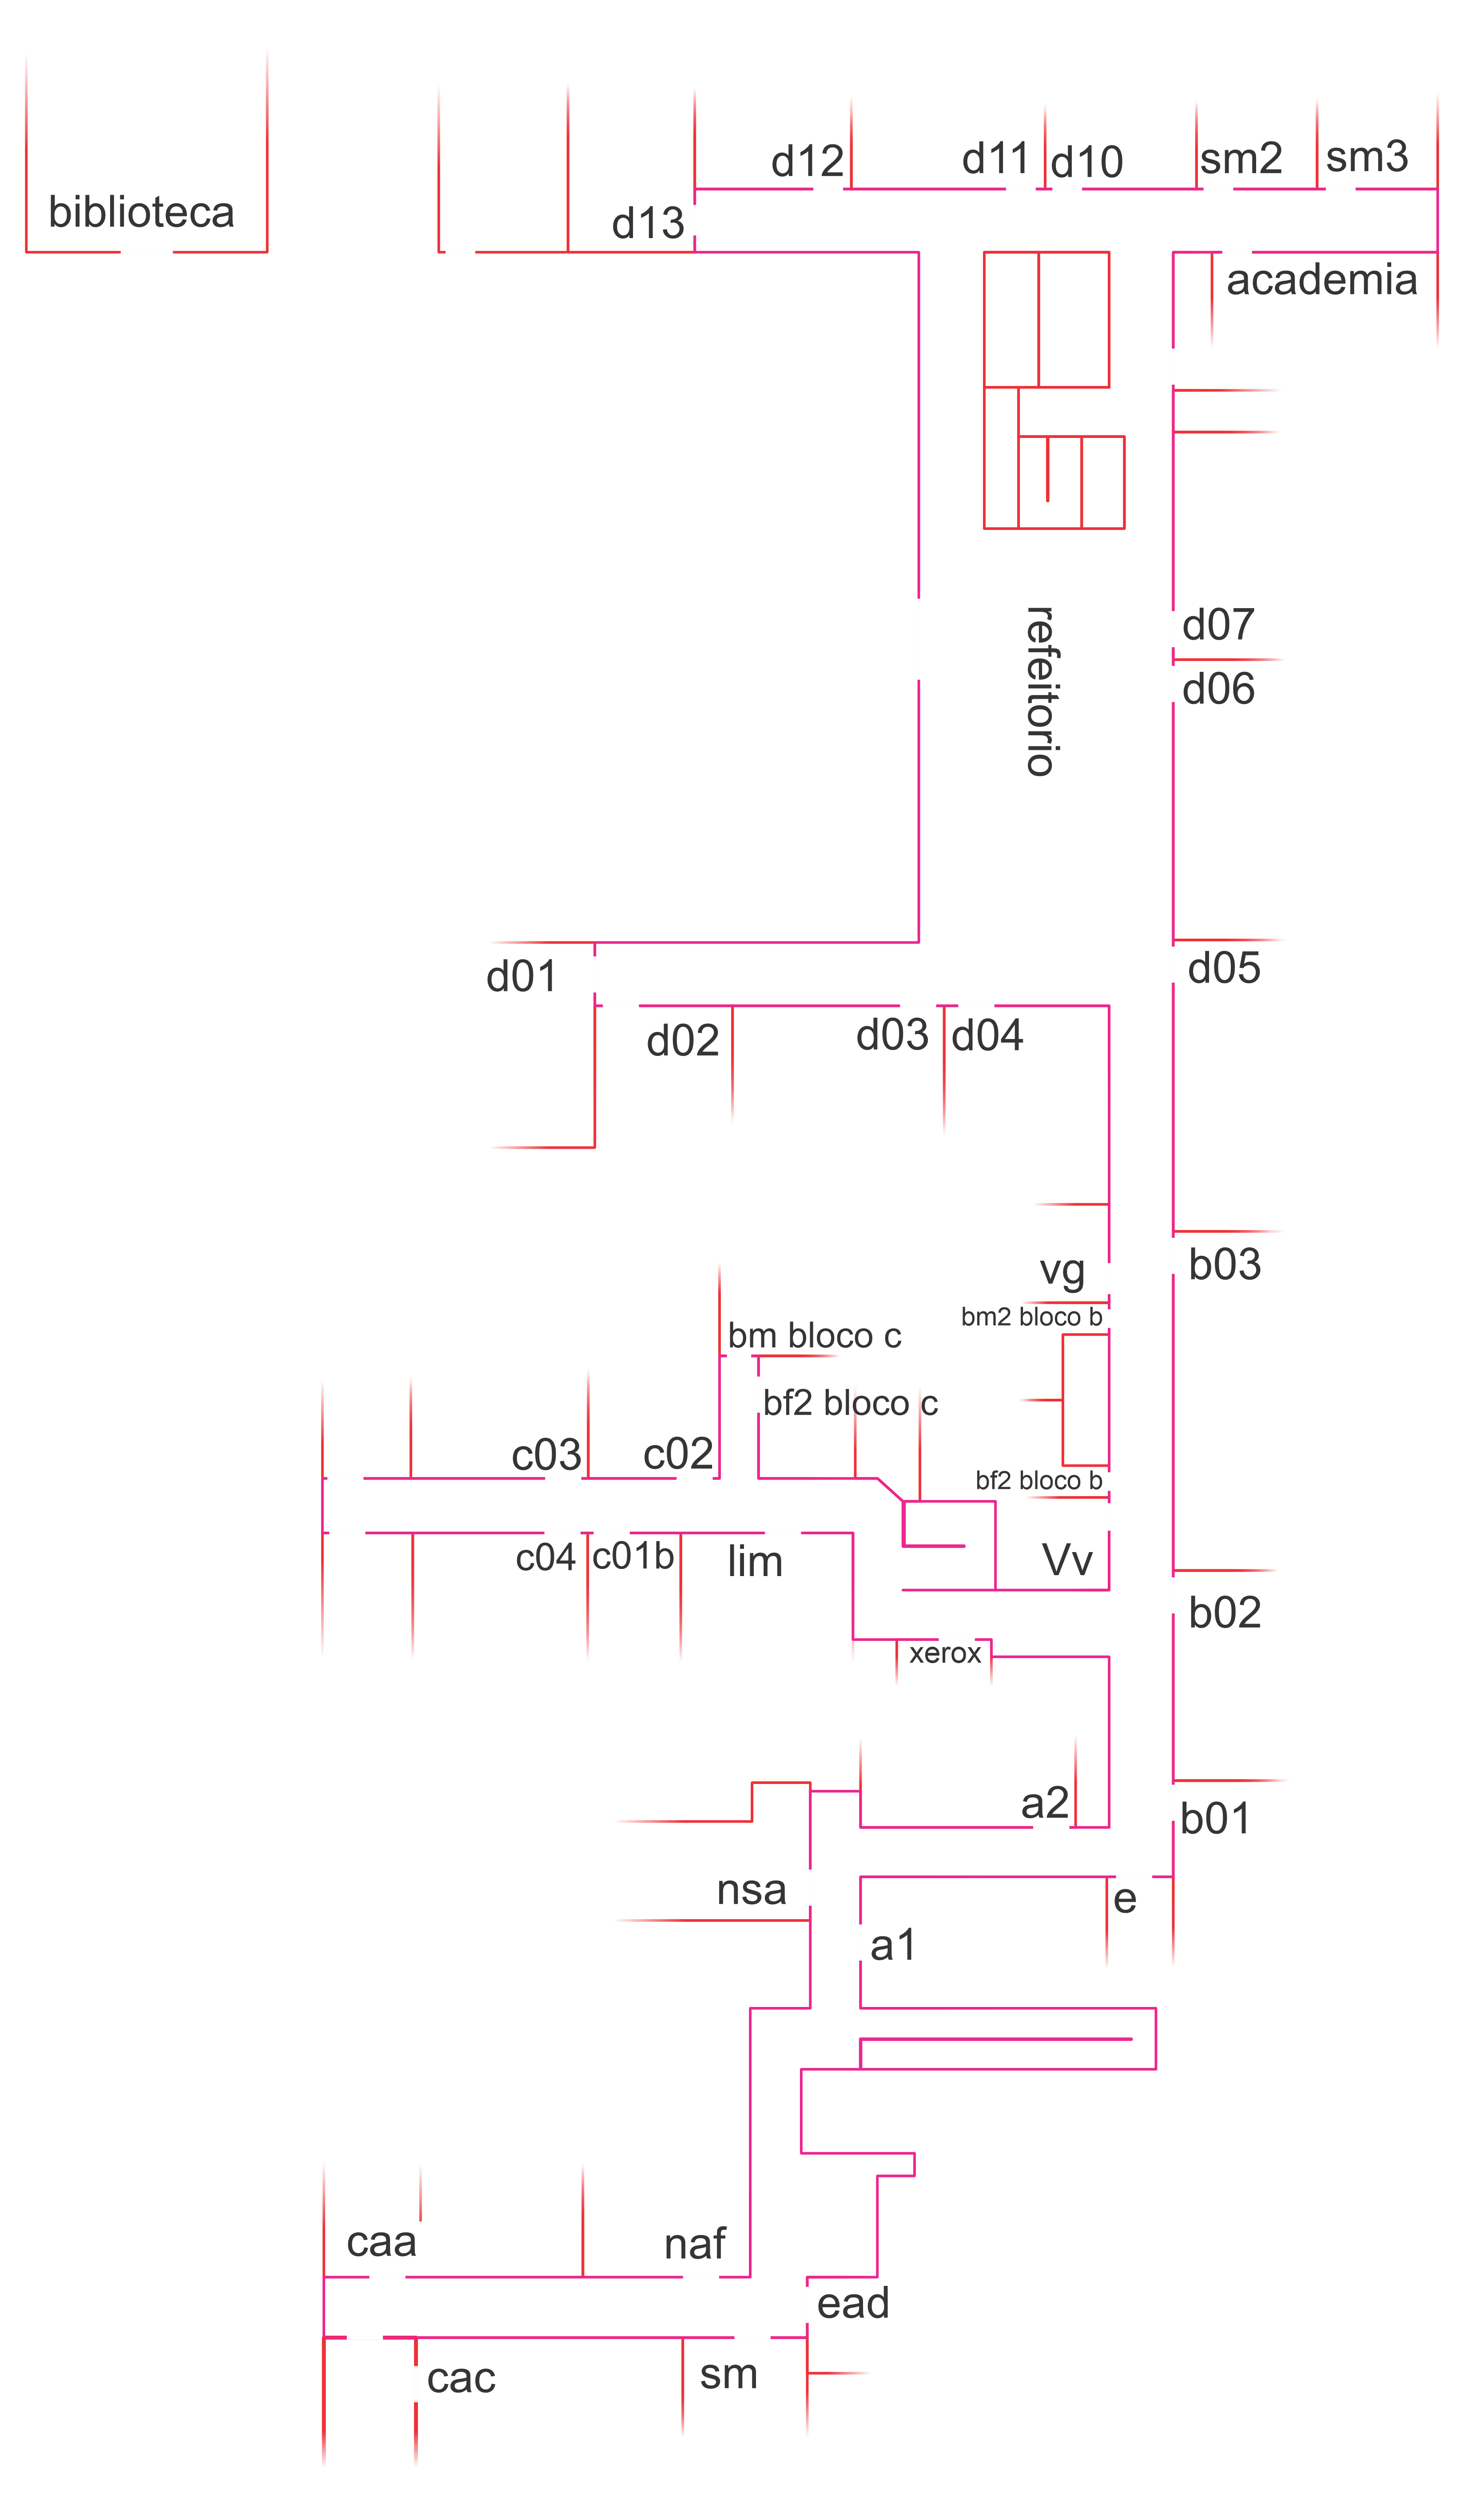 d12
d11
d10
sm2
sm3
biblioteca
d13
academia
d07
refeitorio
d06
d05
d01
d02
d03
d04
b03
vg
bm2 bloco b
bm bloco c
bf2 bloco c
c03
c02
bf2 bloco b
c04
c01b
lim
Vv
b02
xerox
a2
b01
nsa
e
a1
caa
naf
ead
cac
sm